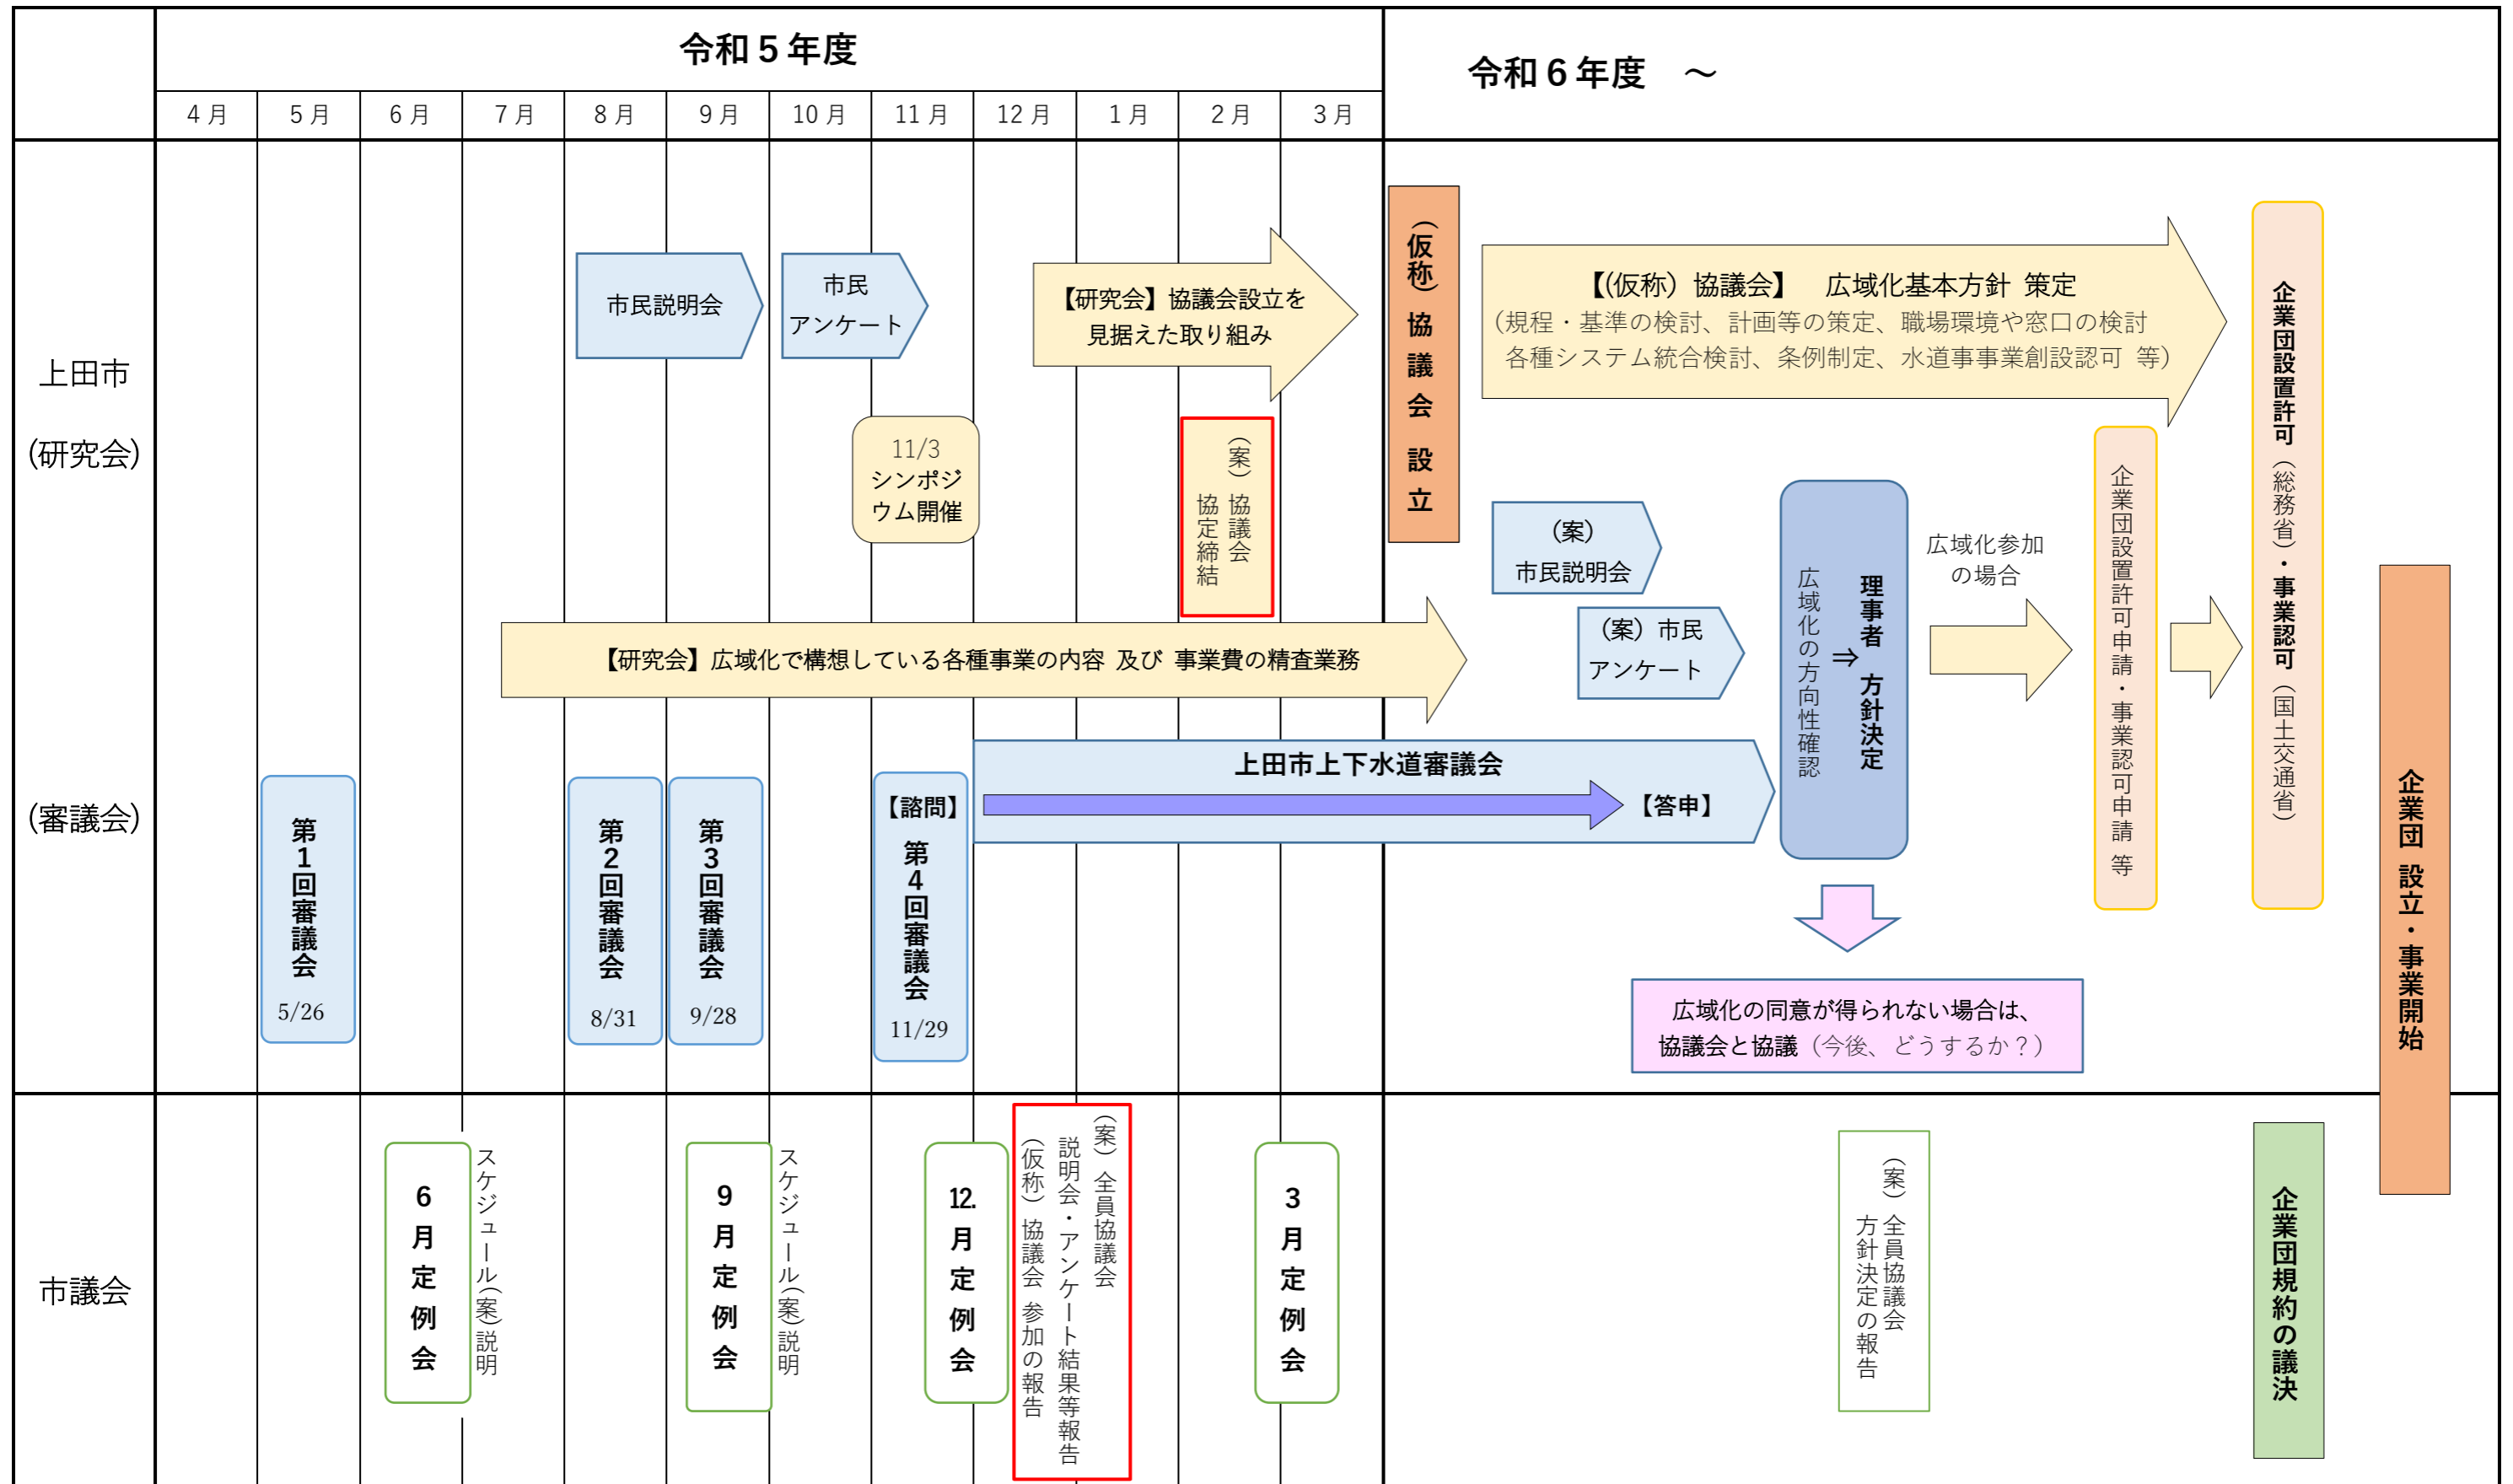 令和５年度
令和６年度　～
4月
5月
6月
7月
8月
9月
10月
11月
12月
1月
2月
3月
上田市
(研究会)
市民説明会
市民
アンケート
【研究会】協議会設立を
見据えた取り組み
（仮称）協議会 設立
【(仮称）協議会】　広域化基本方針 策定
（規程・基準の検討、計画等の策定、職場環境や窓口の検討
各種システム統合検討、条例制定、水道事事業創設認可 等）
11/3
シンポジ
ウム開催
（案）協議会
協定締結
（案）
市民説明会
（案）市民
アンケート
【研究会】広域化で構想している各種事業の内容 及び 事業費の精査業務
理事者 方針決定
⇒
広域化の方向性確認
広域化参加
の場合
企業団設置許可申請・事業認可申請 等
企業団設置許可（総務省）・事業認可（国土交通省）
企業団 設立・事業開始
(審議会)
第1回審議会
5/26
第2回審議会
8/31
第3回審議会
9/28
【諮問】
第4回審議会
11/29
上田市上下水道審議会
【答申】
広域化の同意が得られない場合は、
協議会と協議（今後、どうするか？）
市議会
6月定例会
スケジュール(案)説明
9月定例会
スケジュール(案)説明
12.月定例会
（案）全員協議会
説明会・アンケート結果等報告
（仮称）協議会 参加の報告
3月定例会
（案）全員協議会
方針決定の報告
企業団規約の議決